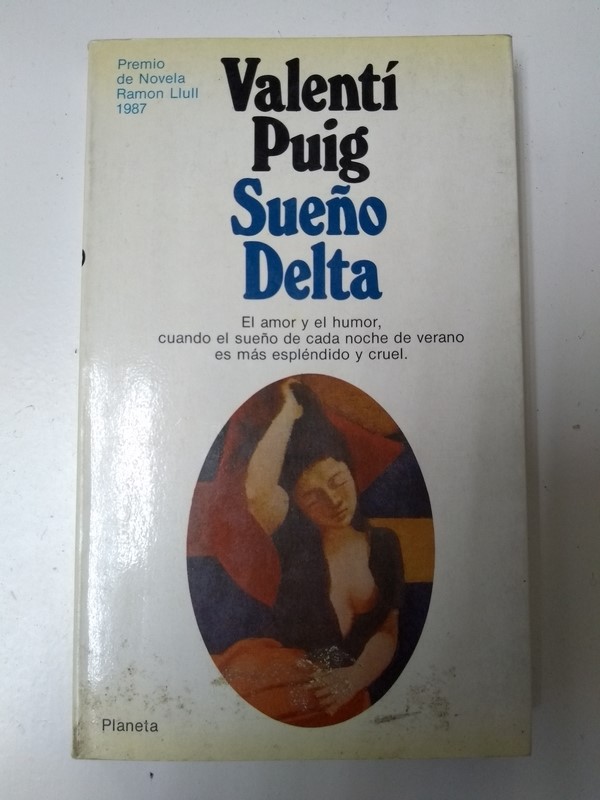 Premio
de Novela
Ramon Llull
1987
Valentí
Puig
Sueño
Delta
El amor y el humor,
cuando el sueño de cada noche de verano
es más espléndido y cruel.
Planeta